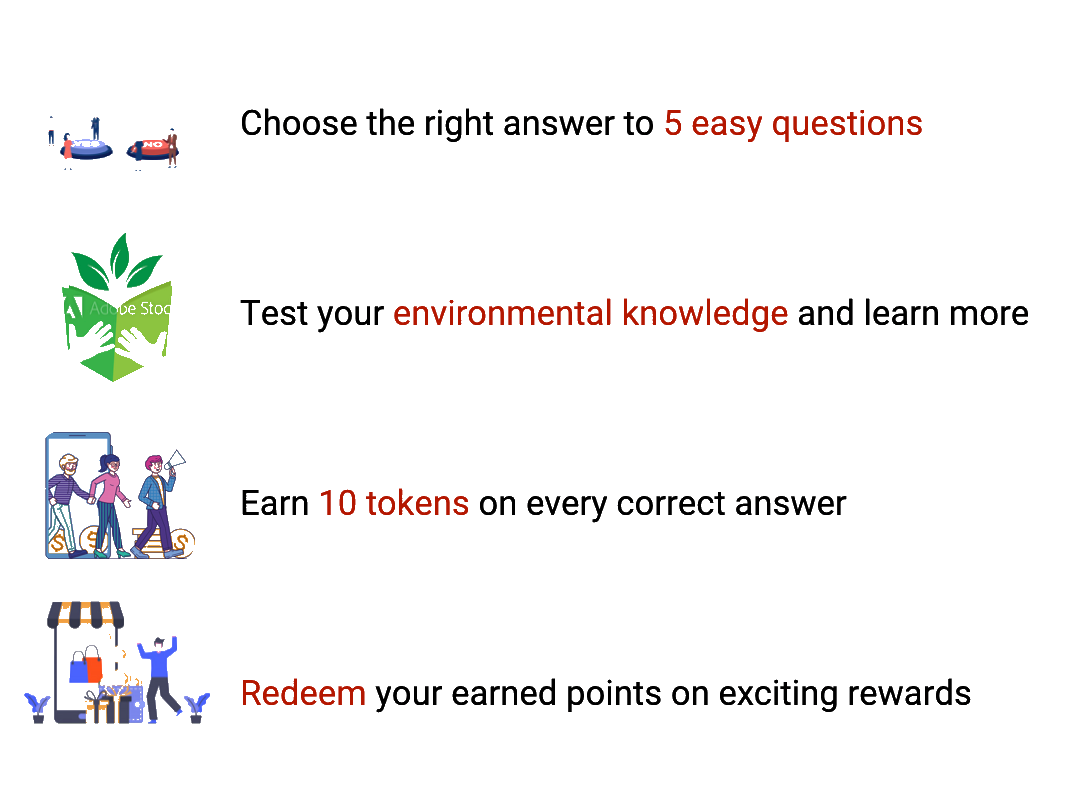 Choose the right answer to 5 easy questions
NO
Adobe Stoc
Test your environmental knowledge and learn more
Earn 10 tokens on every correct answer
$ $ $
Redeem your earned points on exciting rewards